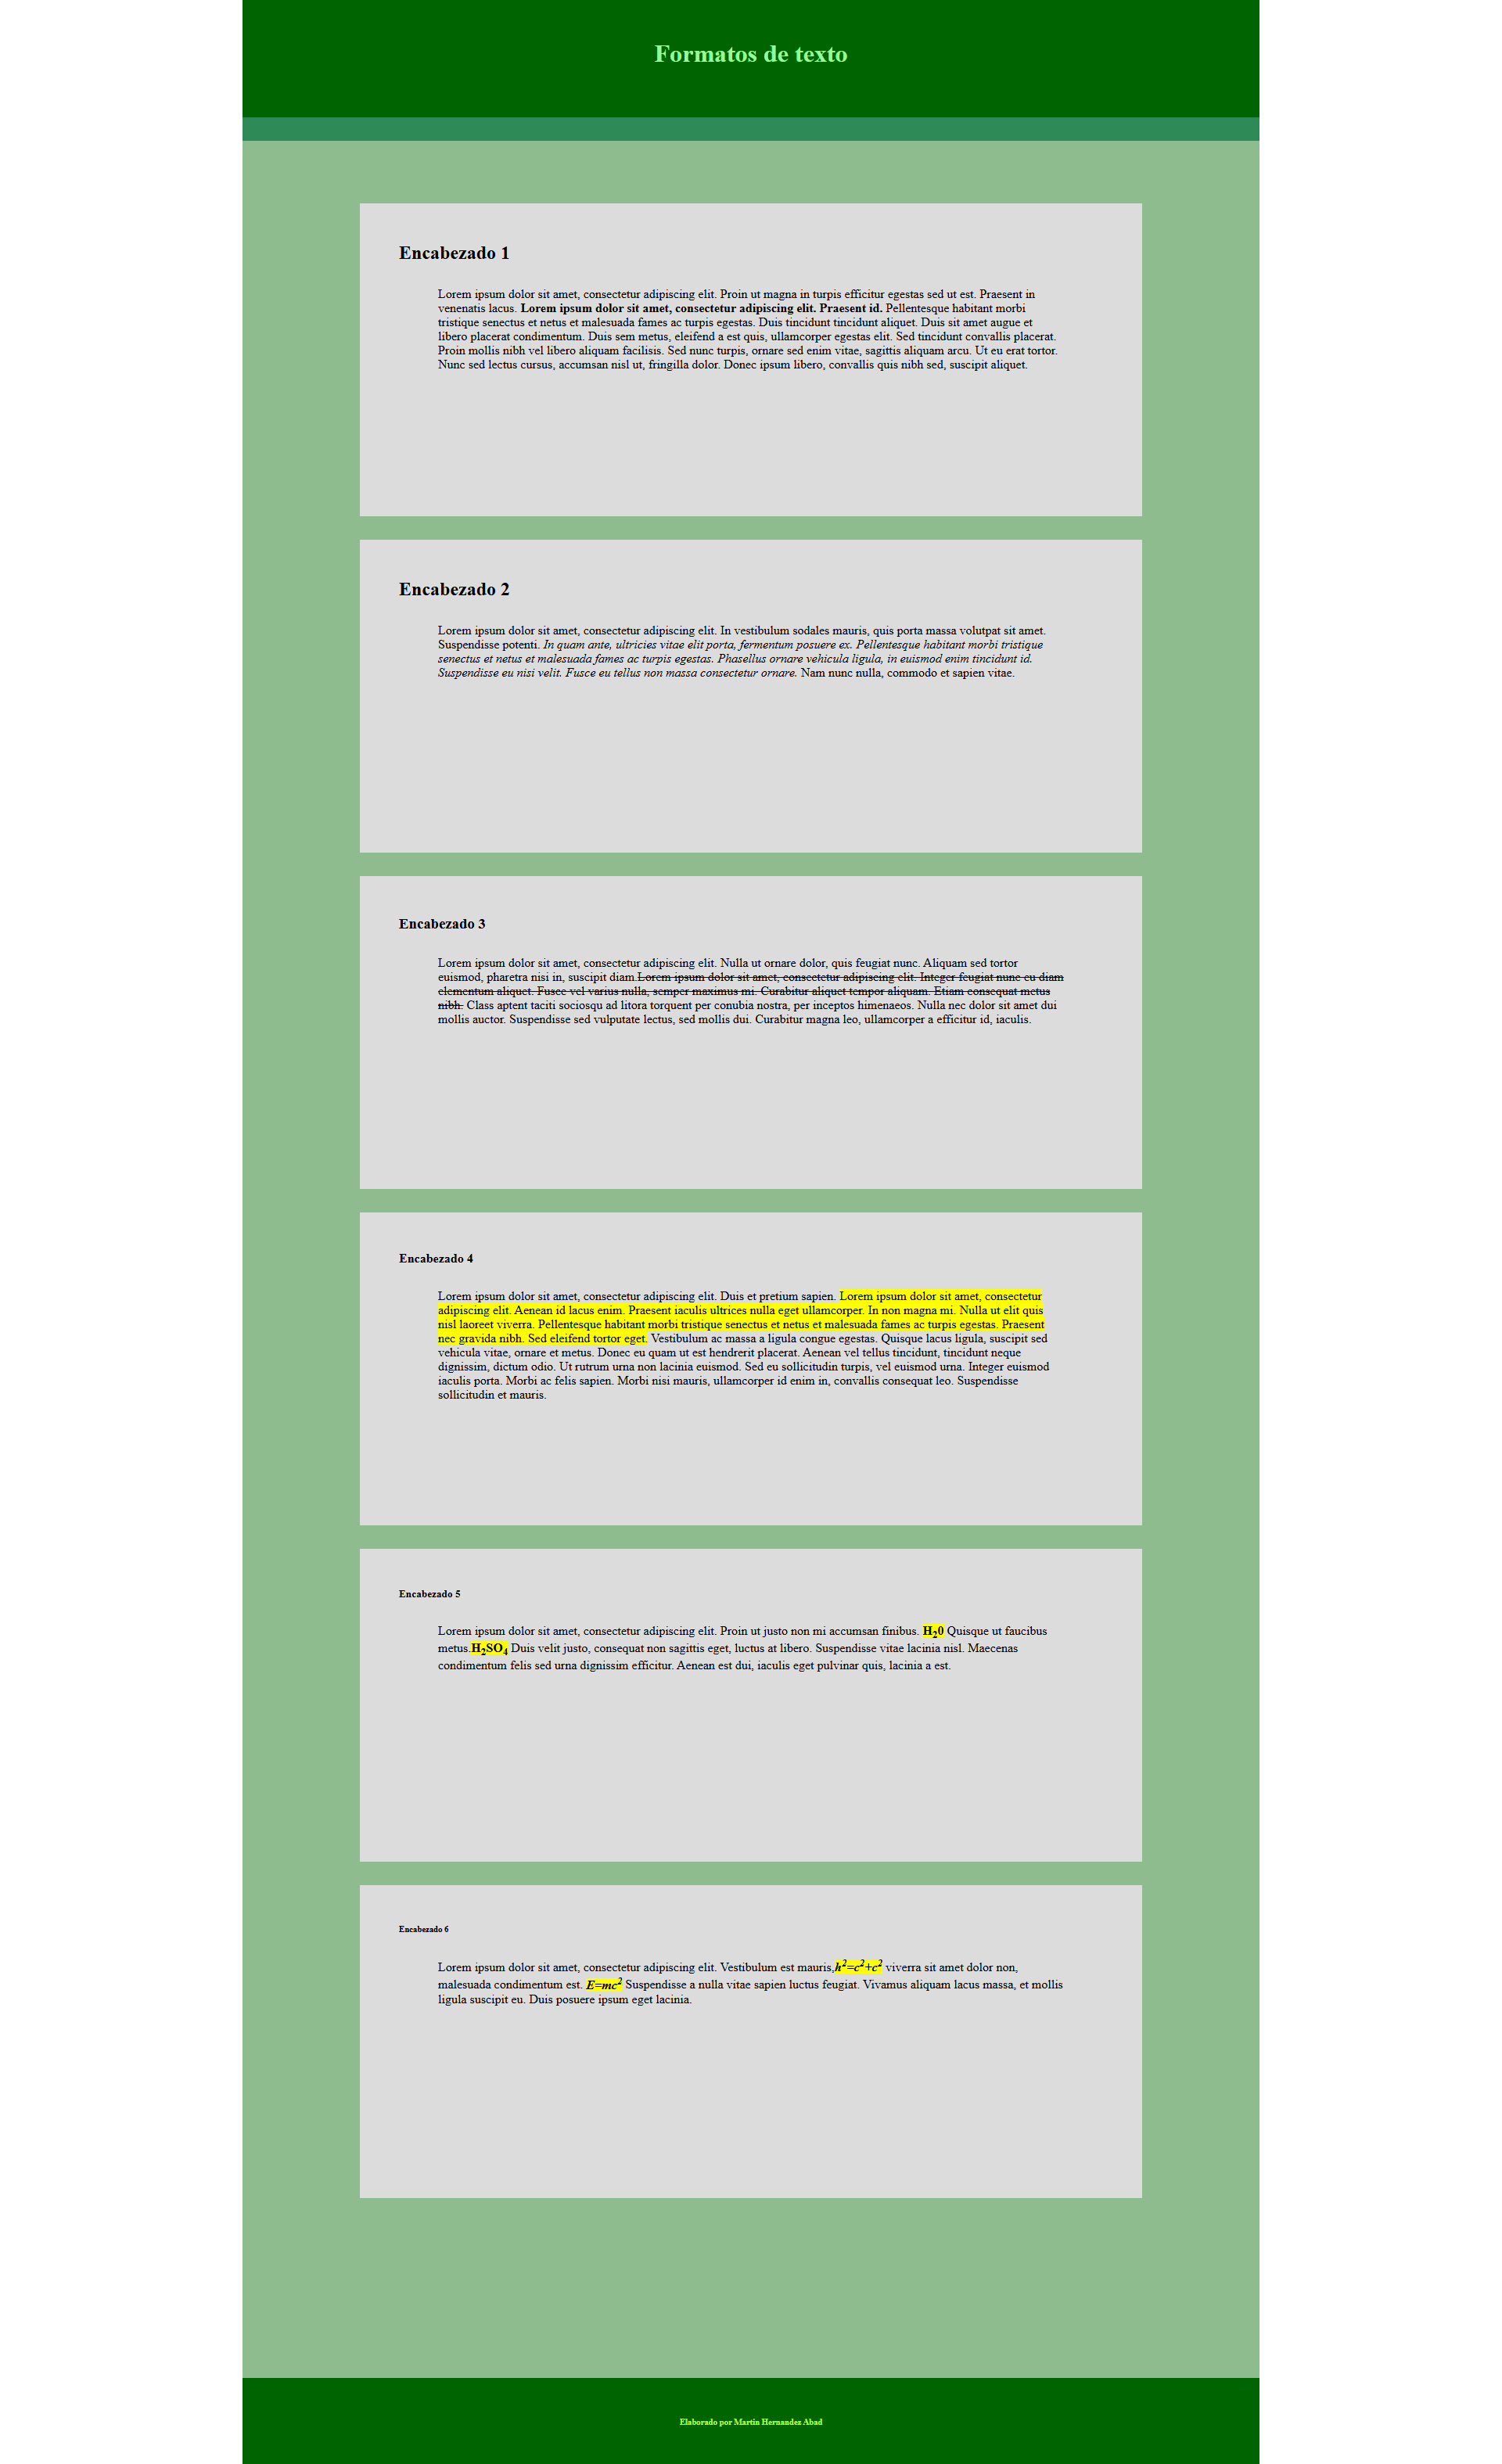 Formatos de texto
Encabezado 1
Lorem ipsum dolor sit amet, consectetur adipiscing elit. Proin ut magna in turpis efficitur egestas sed ut est. Praesent in
venenatis lacus. Lorem ipsum dolor sit amet, consectetur adipiscing elit. Praesent id. Pellentesque habitant morbi
tristique senectus et netus et malesuada fames ac turpis egestas. Duis tincidunt tincidunt aliquet. Duis sit amet augue et
libero placerat condimentum. Duis sem metus, eleifend a est quis, ullamcorper egestas elit. Sed tincidunt convallis placerat.
Proin mollis nibh vel libero aliquam facilisis. Sed nunc turpis, ornare sed enim vitae, sagittis aliquam arcu. Ut eu erat tortor.
Nunc sed lectus cursus, accumsan nisl ut, fringilla dolor. Donec ipsum libero, convallis quis nibh sed, suscipit aliquet.
Encabezado 2
Lorem ipsum dolor sit amet, consectetur adipiscing elit. In vestibulum sodales mauris, quis porta massa volutpat sit amet.
Suspendisse potenti. In quam ante, ultricies vitae elit porta, fermentum posuere ex. Pellentesque habitant morbi tristique
senectus et netus et malesuada fames ac turpis egestas. Phasellus ornare vehicula ligula, in euismod enim tincidunt id.
Suspendisse eu nisi velit. Fusce eu tellus non massa consectetur ornare. Nam nunc nulla, commodo et sapien vitae.
Encabezado 3
Lorem ipsum dolor sit amet, consectetur adipiscing elit. Nulla ut ornare dolor, quis feugiat nunc. Aliquam sed tortor
euismod, pharetra nisi in, suscipit diam.Lorem ipsum dolor sit amet, consectetur adipiscing elit. Integer feugiat nunc eu diam
elementum aliquet. Fusce vel varius nulla, semper maximus mi. Curabitur aliquet tempor aliquam. Etiam consequat metus
nibh. Class aptent taciti sociosqu ad litora torquent per conubia nostra, per inceptos himenaeos. Nulla nec dolor sit amet dui
mollis auctor. Suspendisse sed vulputate lectus, sed mollis dui. Curabitur magna leo, ullamcorper a efficitur id, iaculis.
Encabezado 4
Lorem ipsum dolor sit amet, consectetur adipiscing elit. Duis et pretium sapien. Lorem ipsum dolor sit amet, consectetur
adipiscing elit. Aenean id lacus enim. Praesent iaculis ultrices nulla eget ullamcorper. In non magna mi. Nulla ut elit quis
nisl laoreet viverra. Pellentesque habitant morbi tristique senectus et netus et malesuada fames ac turpis egestas. Praesent
nec gravida nibh. Sed eleifend tortor eget. Vestibulum ac massa a ligula congue egestas. Quisque lacus ligula, suscipit sed
vehicula vitae, ornare et metus. Donec eu quam ut est hendrerit placerat. Aenean vel tellus tincidunt, tincidunt neque
dignissim, dictum odio. Ut rutrum urna non lacinia euismod. Sed eu sollicitudin turpis, vel euismod urna. Integer euismod
iaculis porta. Morbi ac felis sapien. Morbi nisi mauris, ullamcorper id enim in, convallis consequat leo. Suspendisse
sollicitudin et mauris.
Encabezado 5
Lorem ipsum dolor sit amet, consectetur adipiscing elit. Proin ut justo non mi accumsan finibus. H₂0 Quisque ut faucibus
metus.H₂SO₄ Duis velit justo, consequat non sagittis eget, luctus at libero. Suspendisse vitae lacinia nisl. Maecenas
condimentum felis sed urna dignissim efficitur. Aenean est dui, iaculis eget pulvinar quis, lacinia a est.
Encabezado 6
Lorem ipsum dolor sit amet, consectetur adipiscing elit. Vestibulum est mauris,h²=c²+c² viverra sit amet dolor non,
malesuada condimentum est. E=mc² Suspendisse a nulla vitae sapien luctus feugiat. Vivamus aliquam lacus massa, et mollis
ligula suscipit eu. Duis posuere ipsum eget lacinia.
Elaborado por Martin Hernandez Abad